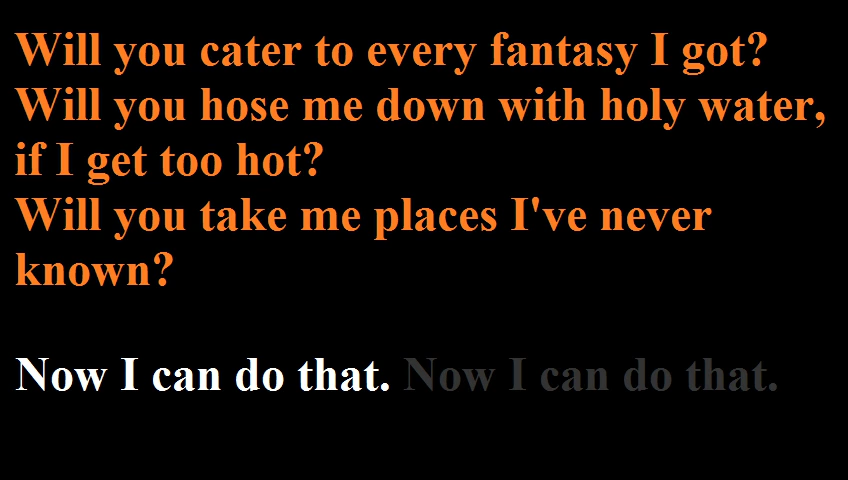 Will you cater to every fantasy I got?
Will you hose me down with holy water,
if I get too hot?
Will you take me places I've never
known?
Now I can do that. Now I can do that.